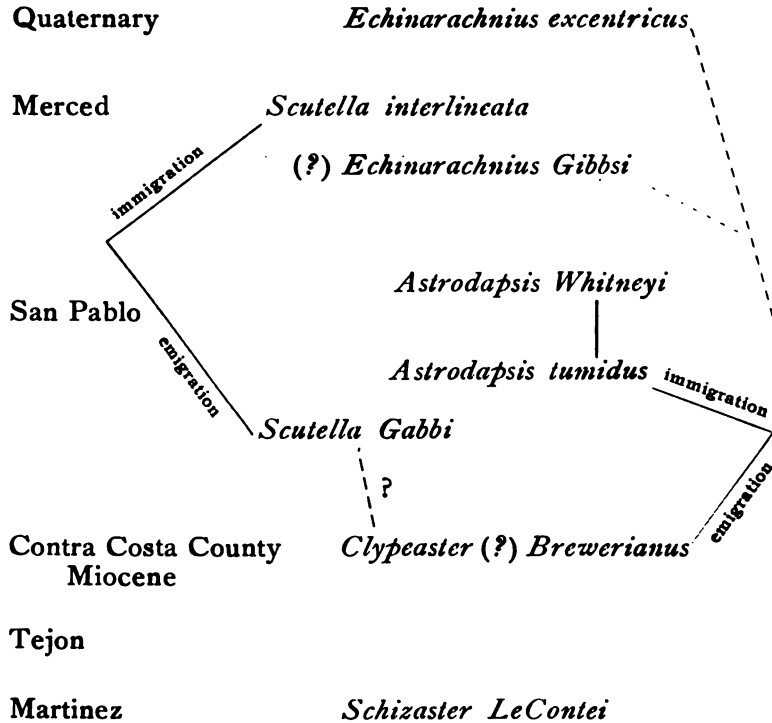 Quaternary Echinarachnius excentricus
Merced Scutella interlineata
immigration
(?) Echinarachnius Gibbsi
Astrodapsis Whitneyi
San Pablo
emigration
Astrodapsis tumidus
immigration
Scutella Gabbi
?
emigration
Contra Costa County Clypeaster (?) Brewerianus
Miocene
Tejon
Martinez Schizaster LeContei